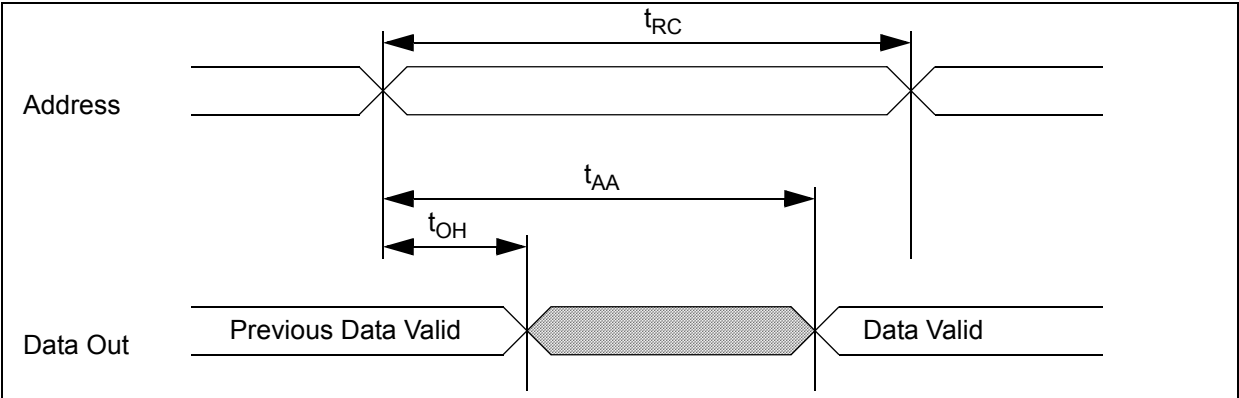 tRC
Address
tAA
tOH
Previous Data Valid
Data Valid
Data Out